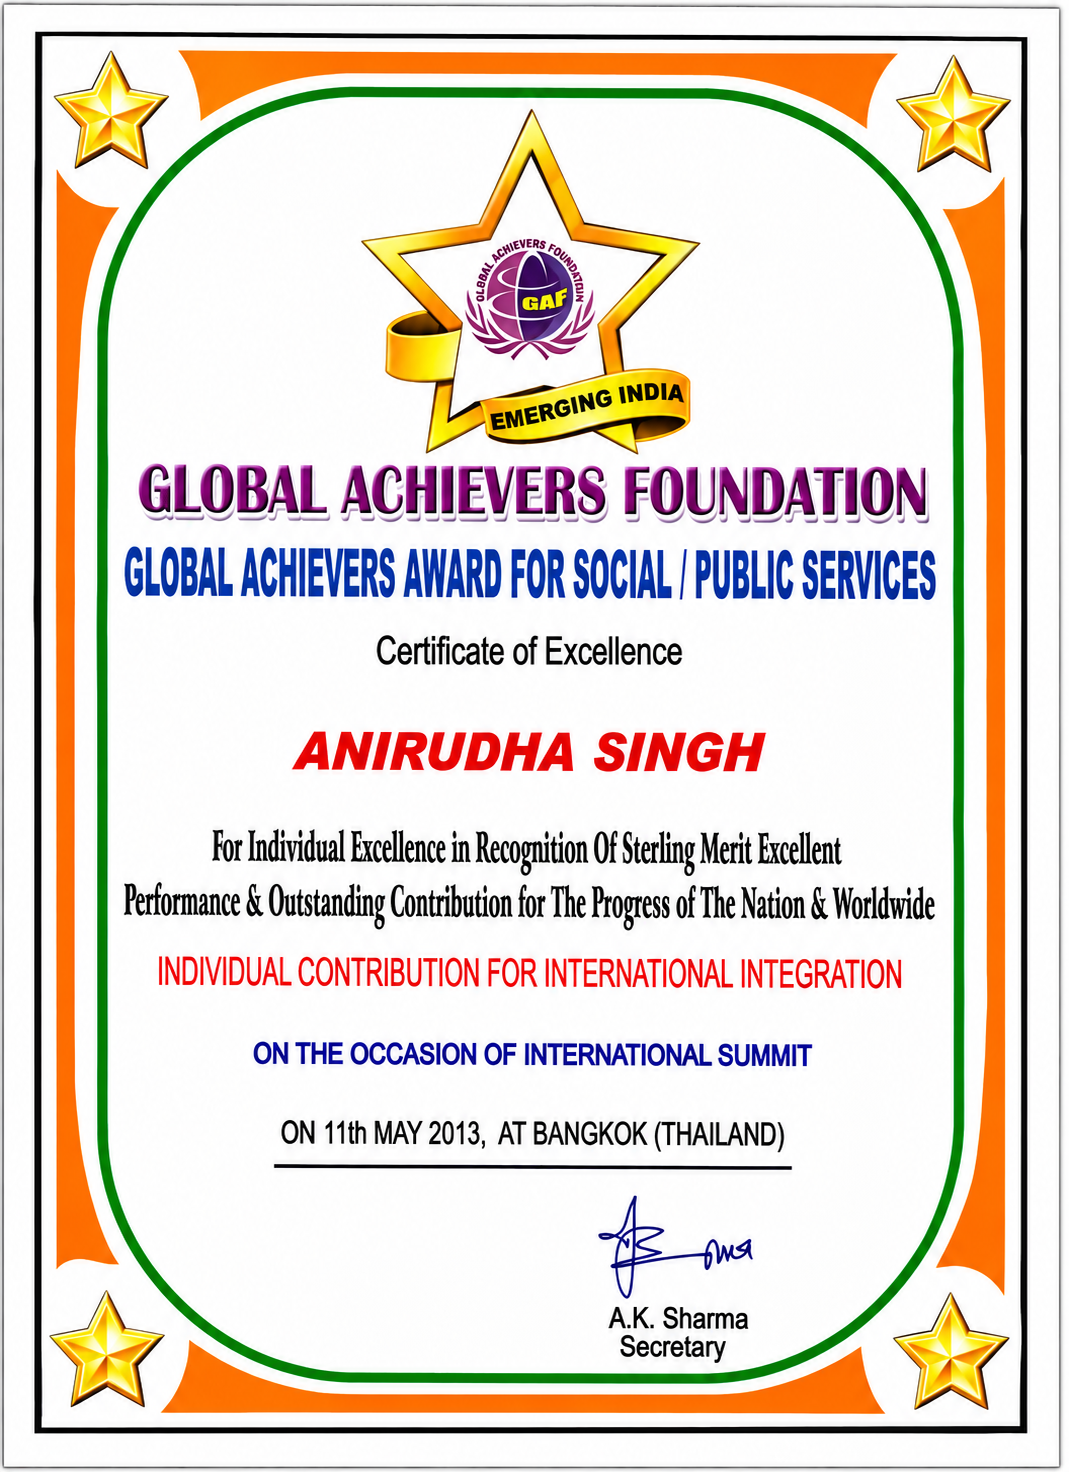 GLOBAL ACHIEVERS FOUNDATION
GAF
EMERGING INDIA
GLOBAL ACHIEVERS FOUNDATION
GLOBAL ACHIEVERS AWARD FOR SOCIAL / PUBLIC SERVICES
Certificate of Excellence
ANIRUDHA SINGH
For Individual Excellence in Recognition Of Sterling Merit Excellent
Performance & Outstanding Contribution for The Progress of The Nation & Worldwide
INDIVIDUAL CONTRIBUTION FOR INTERNATIONAL INTEGRATION
ON THE OCCASION OF INTERNATIONAL SUMMIT
ON 11th MAY 2013, AT BANGKOK (THAILAND)
A.K. Sharma
Secretary